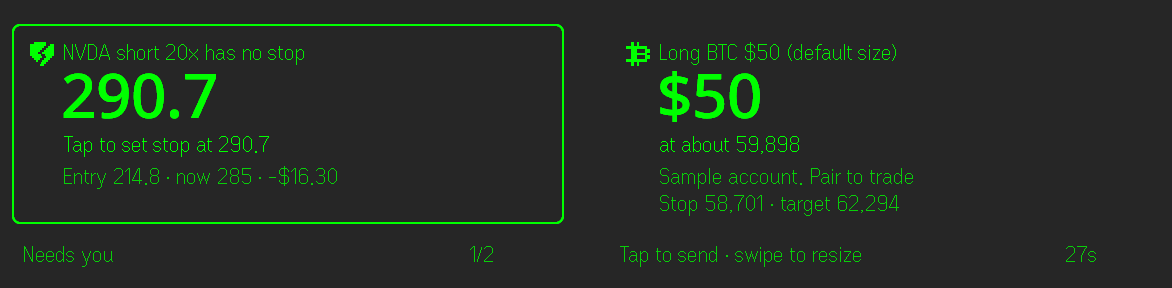 NVDA short 20x has no stop
290.7
Tap to set stop at 290.7
Entry 214.8 · now 285 · -$16.30
Needs you
1/2
Long BTC $50 (default size)
$50
at about 59,898
Sample account. Pair to trade
Stop 58,701 · target 62,294
Tap to send · swipe to resize
27s